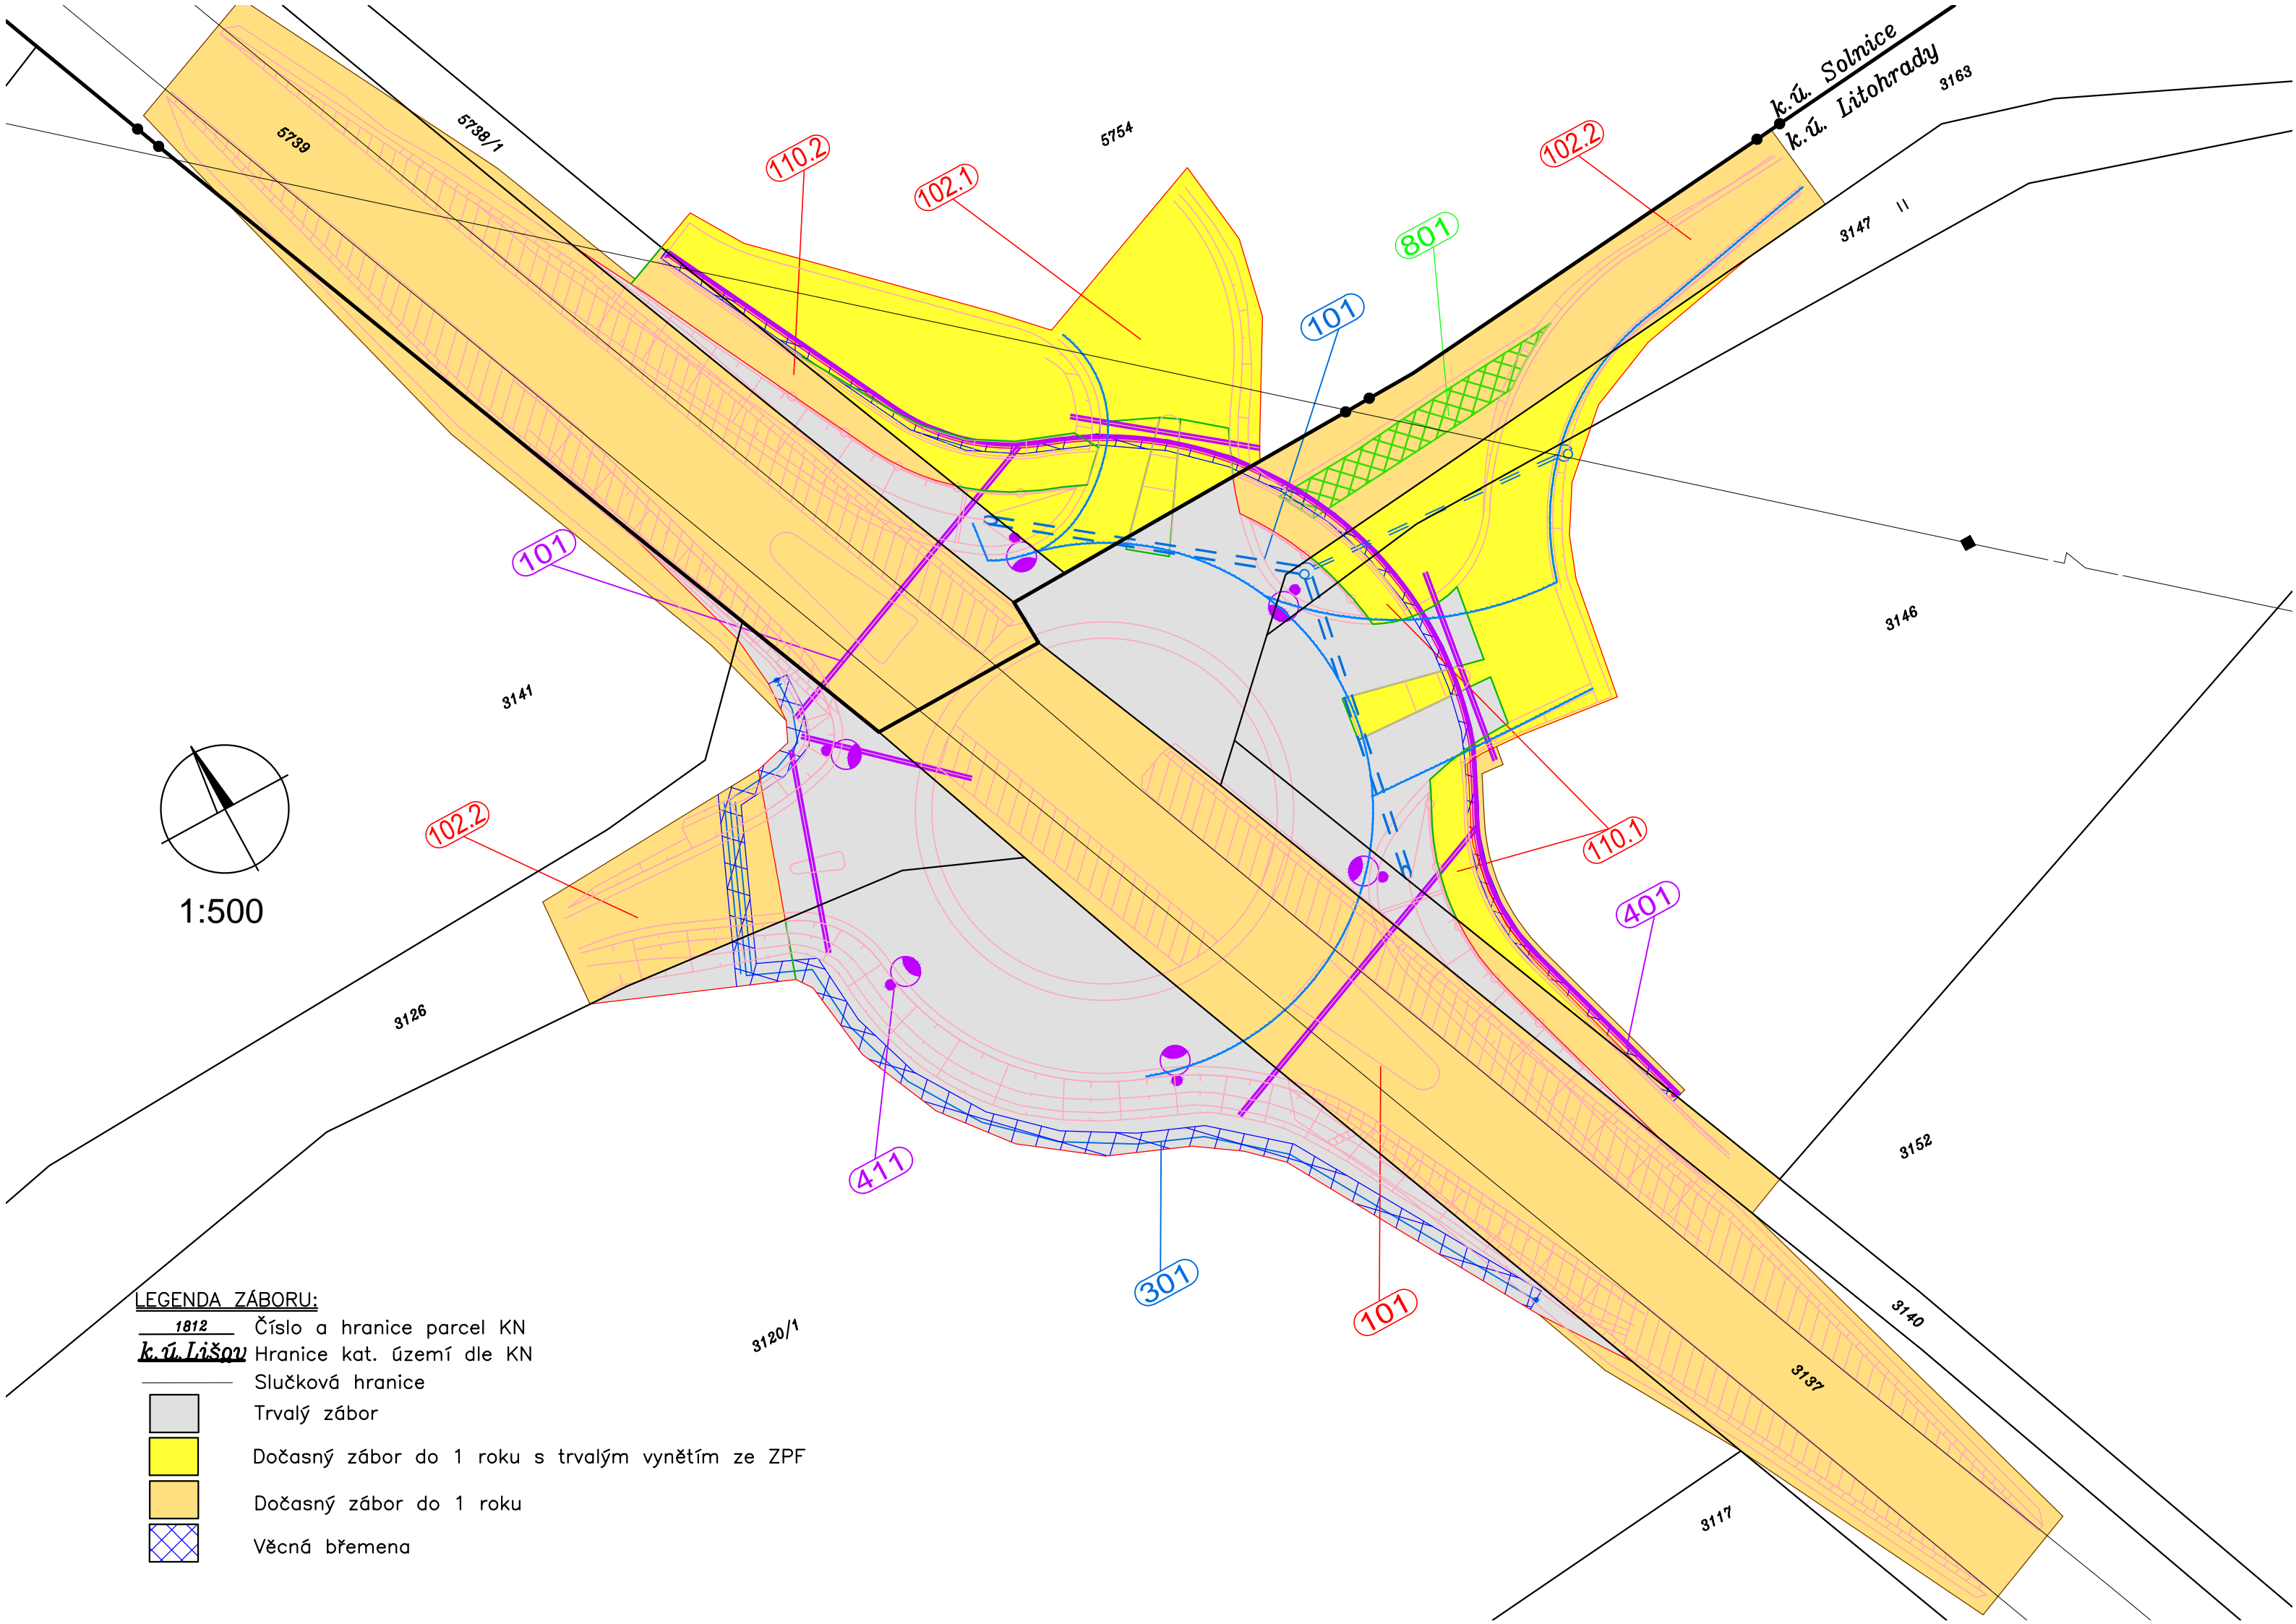 k.ú. Solnice
k.ú. Litohrady
3163
5739
5738/1
5754
110.2
102.1
102.2
801
3147
101
101
3146
3141
102.2
110.1
1:500
401
3126
3152
411
301
101
3120/1
3140
3137
3117
LEGENDA ZÁBORU:
1812 Číslo a hranice parcel KN
k.ú.Lišov Hranice kat. území dle KN
Slučková hranice
Trvalý zábor
Dočasný zábor do 1 roku s trvalým vynětím ze ZPF
Dočasný zábor do 1 roku
Věcná břemena